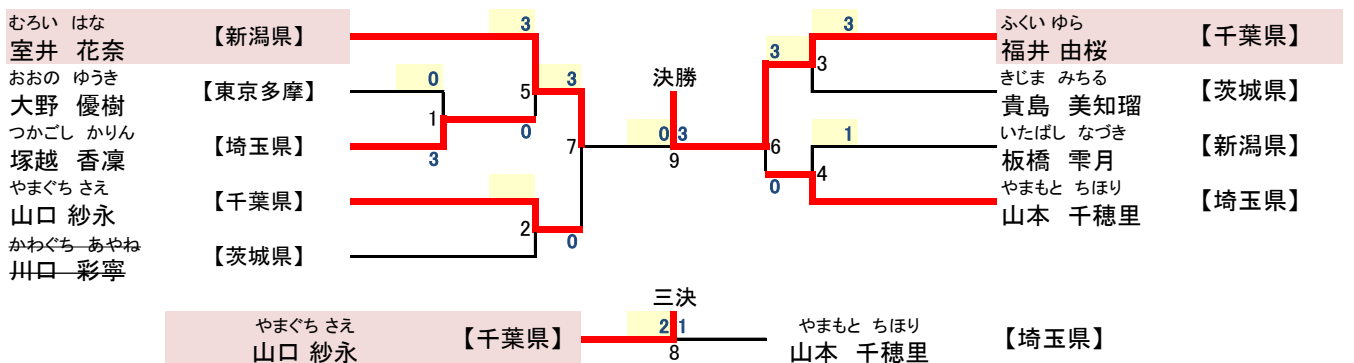 むろい はな
室井 花奈
【新潟県】
おおの ゆうき
大野 優樹
【東京多摩】
つかごし かりん
塚越 香凜
【埼玉県】
やまぐち さえ
山口 紗永
【千葉県】
かわぐち あやね
川口 彩寧
【茨城県】
3
0
1
3
5
0
3
2
7
0
決勝
0 3
9
3
3
3
6
0
1
4
ふくい ゆら
福井 由桜
【千葉県】
きじま みちる
貴島 美知瑠
【茨城県】
いたばし なづき
板橋 雫月
【新潟県】
やまもと ちほり
山本 千穂里
【埼玉県】
三決
やまぐち さえ
山口 紗永
【千葉県】
2 1
8
やまもと ちほり
山本 千穂里
【埼玉県】